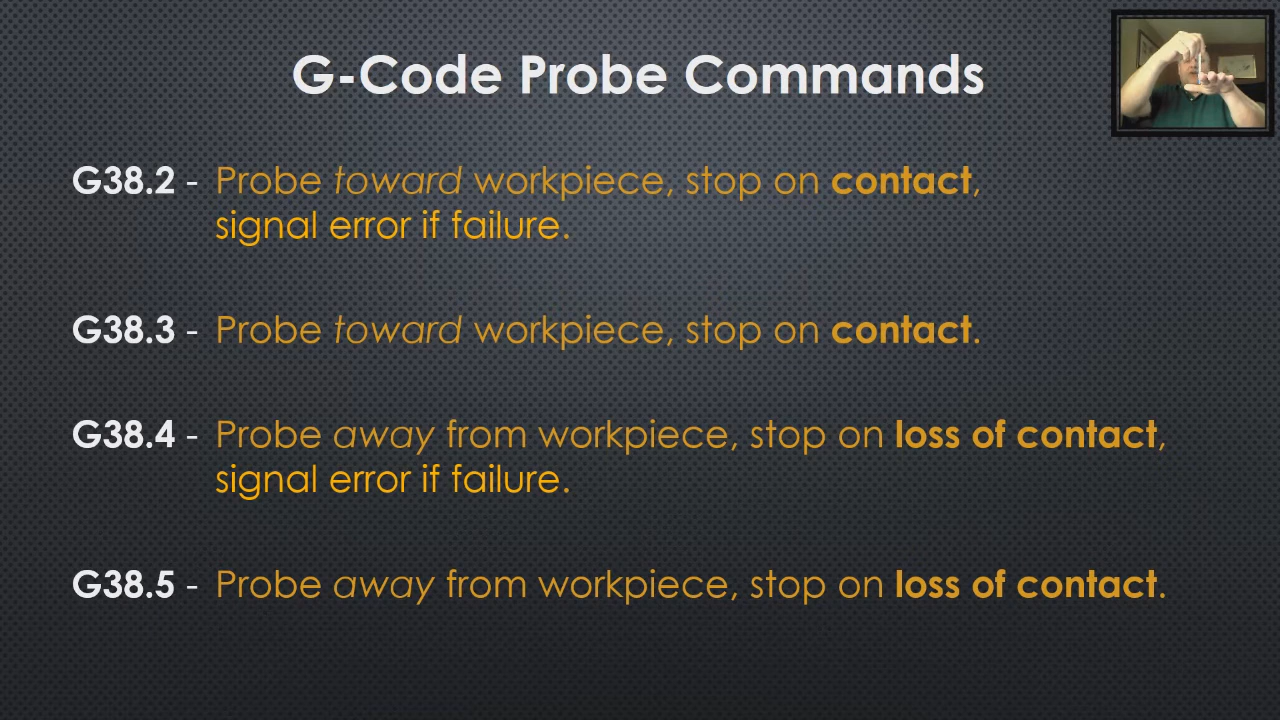 G-Code Probe Commands
G38.2 - Probe toward workpiece, stop on contact,
signal error if failure.
G38.3 - Probe toward workpiece, stop on contact.
G38.4 - Probe away from workpiece, stop on loss of contact,
signal error if failure.
G38.5 - Probe away from workpiece, stop on loss of contact.